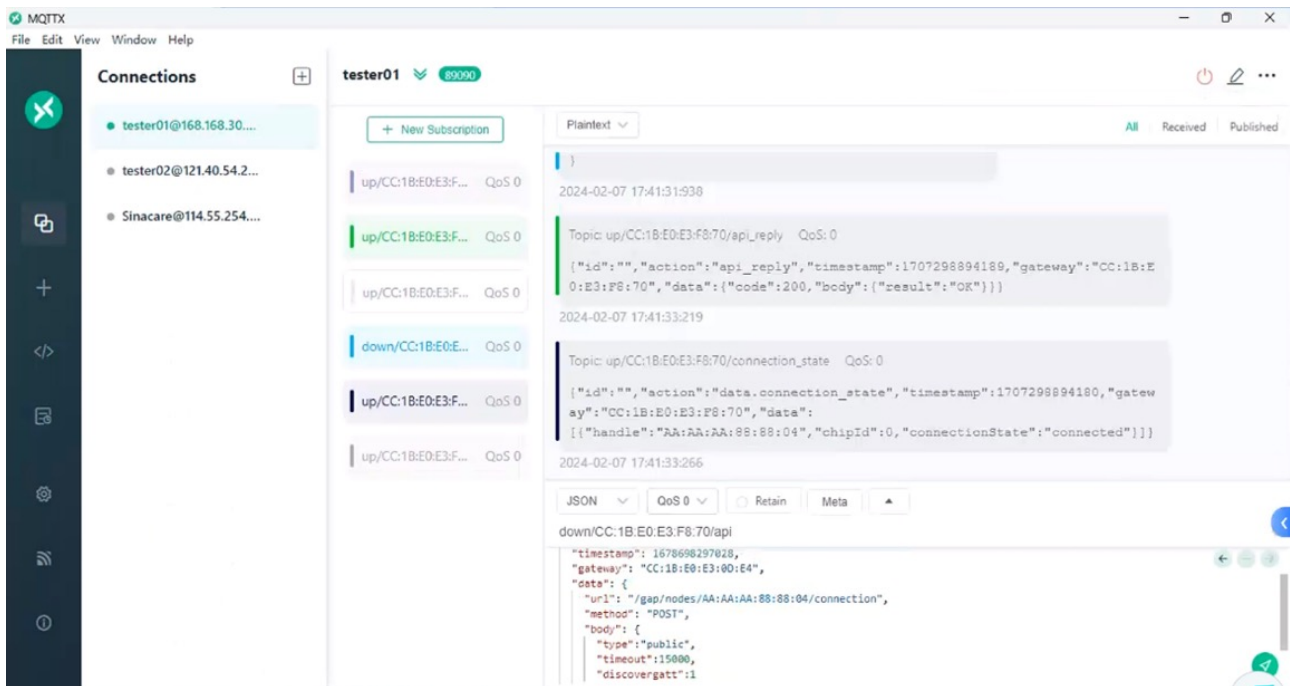 MQTTX
File Edit View Window Help
Connections
tester01@168.168.30....
tester02@121.40.54.2...
Sinacare@114.55.254....
tester01 89090
+ New Subscription
up/CC:1B:E0:E3:F... QoS 0
up/CC:1B:E0:E3:F... QoS 0
up/CC:1B:E0:E3:F... QoS 0
down/CC:1B:E0:E... QoS 0
up/CC:1B:E0:E3:F... QoS 0
up/CC:1B:E0:E3:F... QoS 0
Plaintext
All Received Published
}
2024-02-07 17:41:31:938
Topic: up/CC:1B:E0:E3:F8:70/api_reply QoS: 0
{"id":"","action":"api_reply","timestamp":1707298894189,"gateway":"CC:1B:E
0:E3:F8:70","data":{"code":200,"body":{"result":"OK"}}}
2024-02-07 17:41:33:219
Topic: up/CC:1B:E0:E3:F8:70/connection_state QoS: 0
{"id":"","action":"data.connection_state","timestamp":1707298894180,"gatew
ay":"CC:1B:E0:E3:F8:70","data":
[{"handle":"AA:AA:AA:88:88:04","chipId":0,"connectionState":"connected"}]}
2024-02-07 17:41:33:266
JSON QoS 0 Retain Meta
down/CC:1B:E0:E3:F8:70/api
"timestamp": 1678698297028,
"gateway": "CC:1B:E0:E3:0D:E4",
"data": {
"url": "/gap/nodes/AA:AA:AA:88:88:04/connection",
"method": "POST",
"body": {
"type":"public",
"timeout":15000,
"discovergatt":1